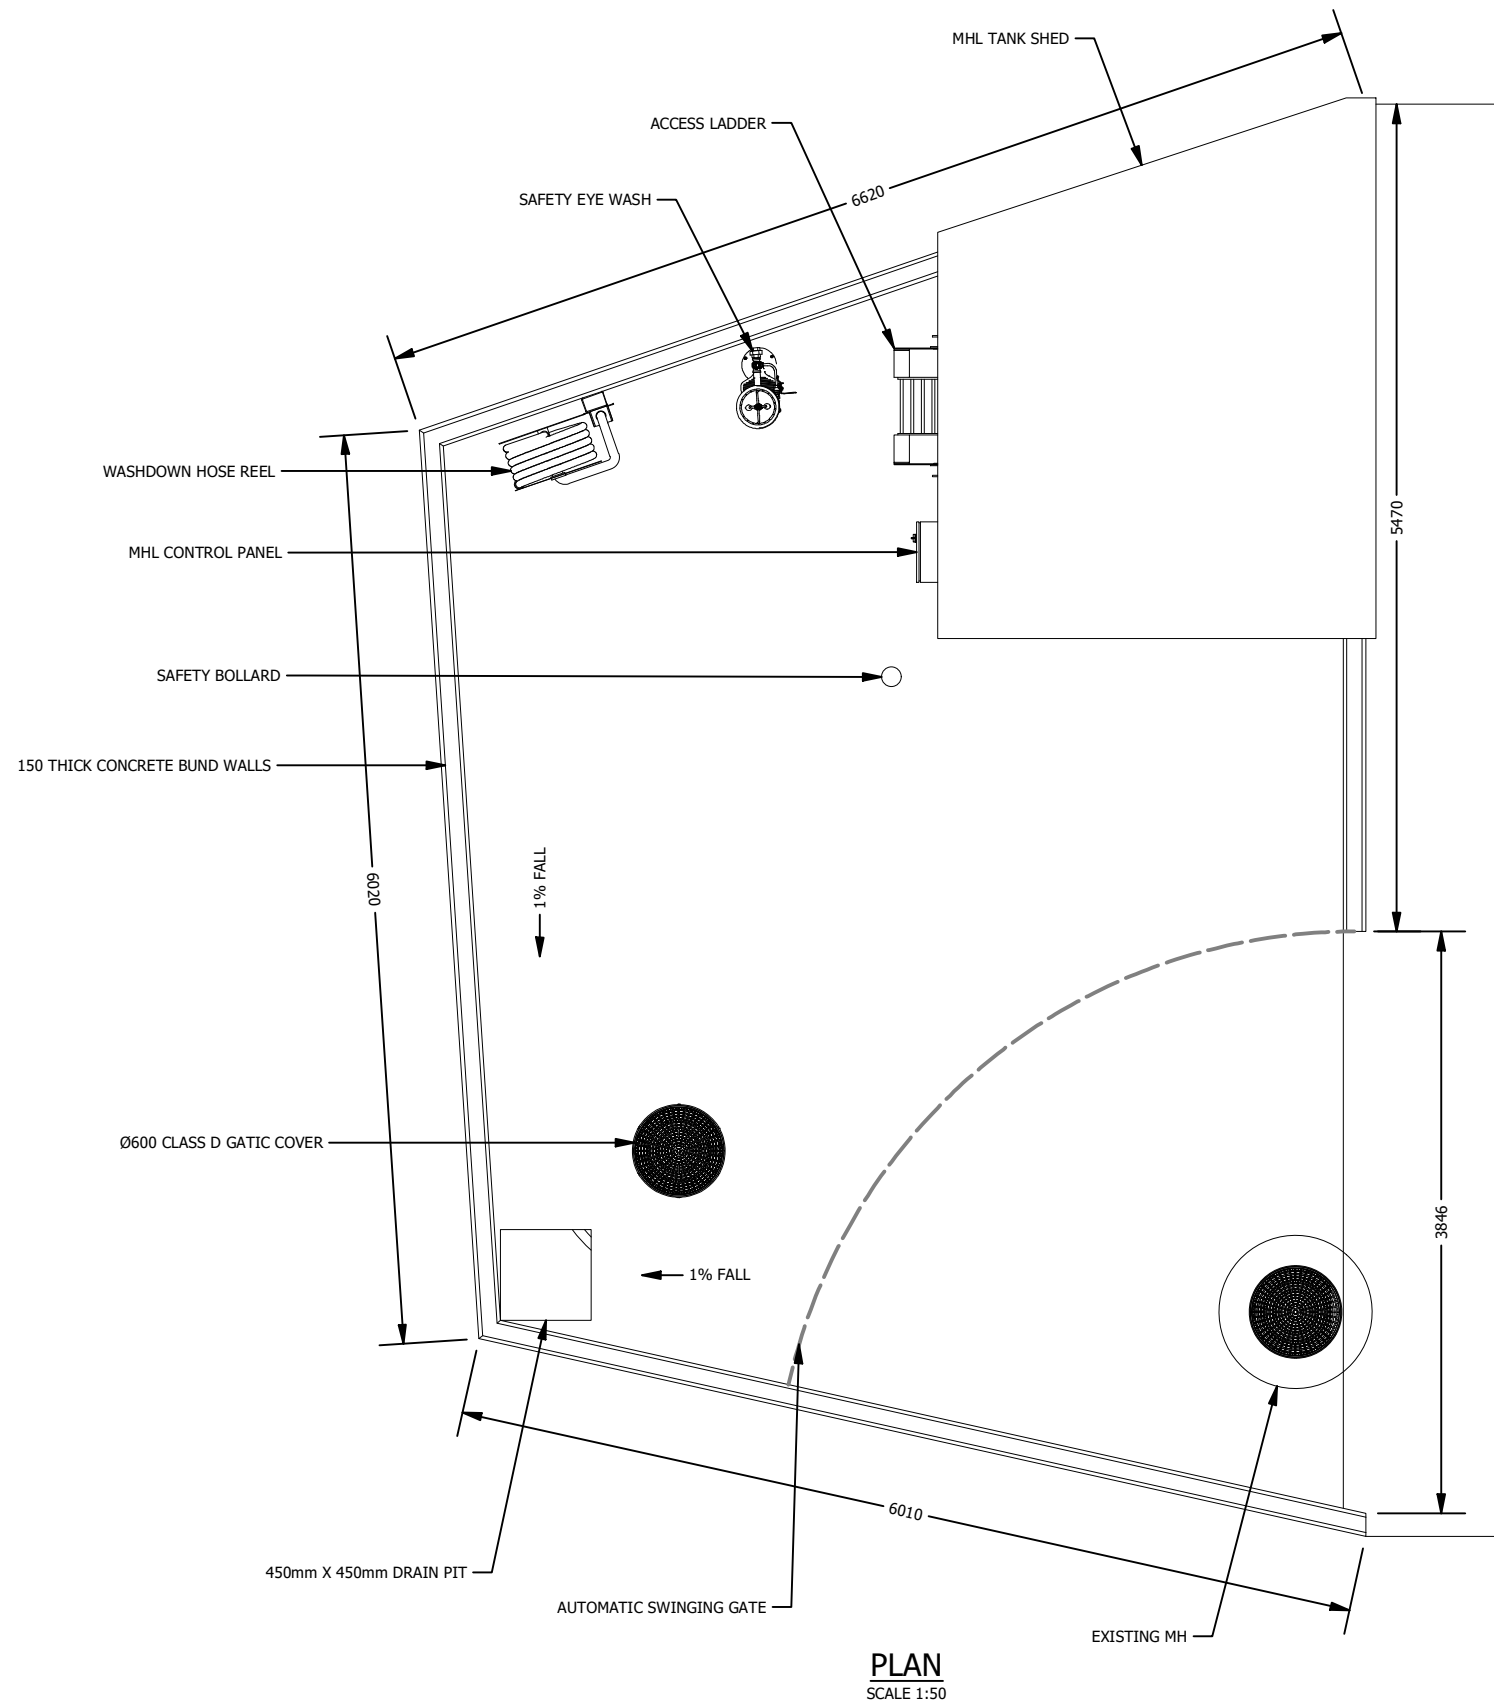 MHL TANK SHED
ACCESS LADDER
6620
SAFETY EYE WASH
WASHDOWN HOSE REEL
5470
MHL CONTROL PANEL
SAFETY BOLLARD
150 THICK CONCRETE BUND WALLS
6020
1% FALL
Ø600 CLASS D GATIC COVER
3846
1% FALL
6010
450mm X 450mm DRAIN PIT
AUTOMATIC SWINGING GATE
EXISTING MH
PLAN
SCALE 1:50